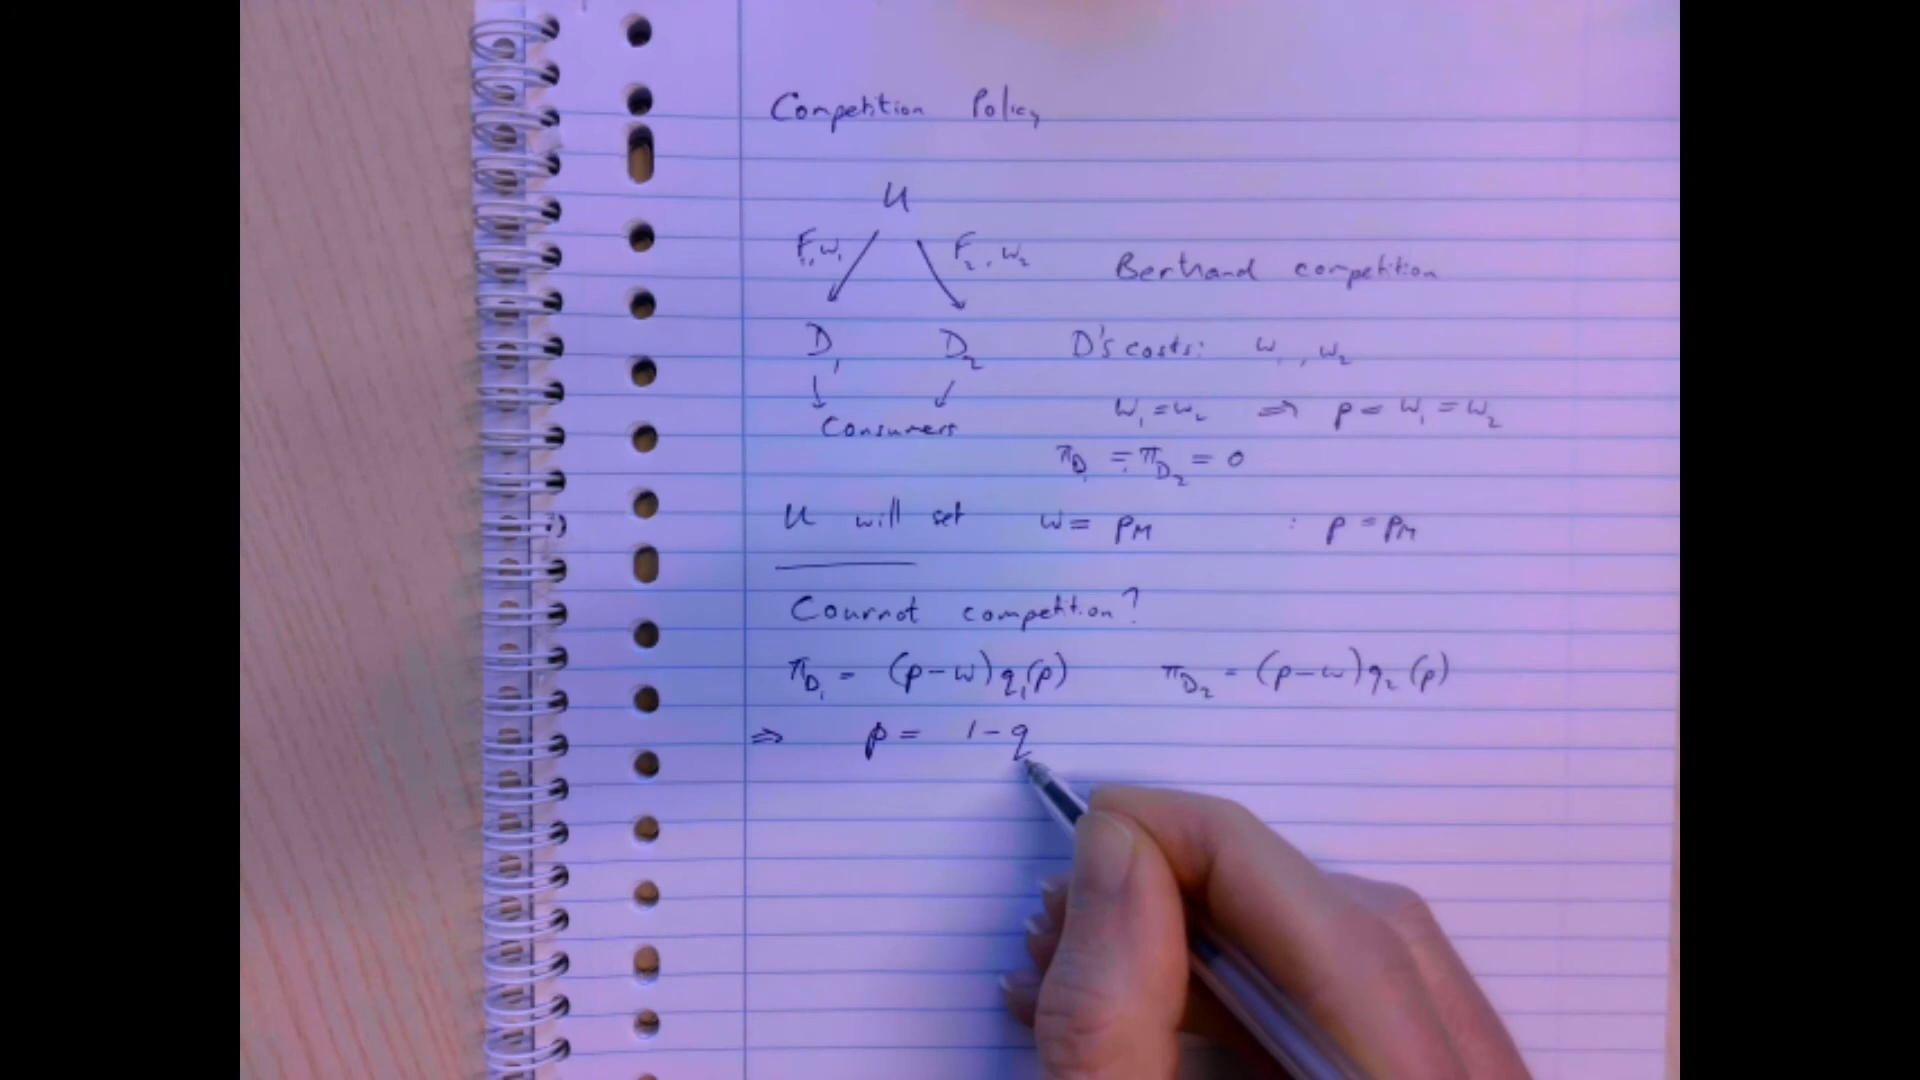 Competition Policy
U
F₁, w₁ F₂, w₂ Bertrand competition
D₁ D₂ D's costs: w₁, w₂
w₁ = w₂ ⇒ p = w₁ = w₂
Consumers
π_D₁ = π_D₂ = 0
U will set w = p_M : p = p_M
Cournot competition?
π_D₁ = (p-w)q₁(p) π_D₂ = (p-w)q₂(p)
⇒ p = 1-q